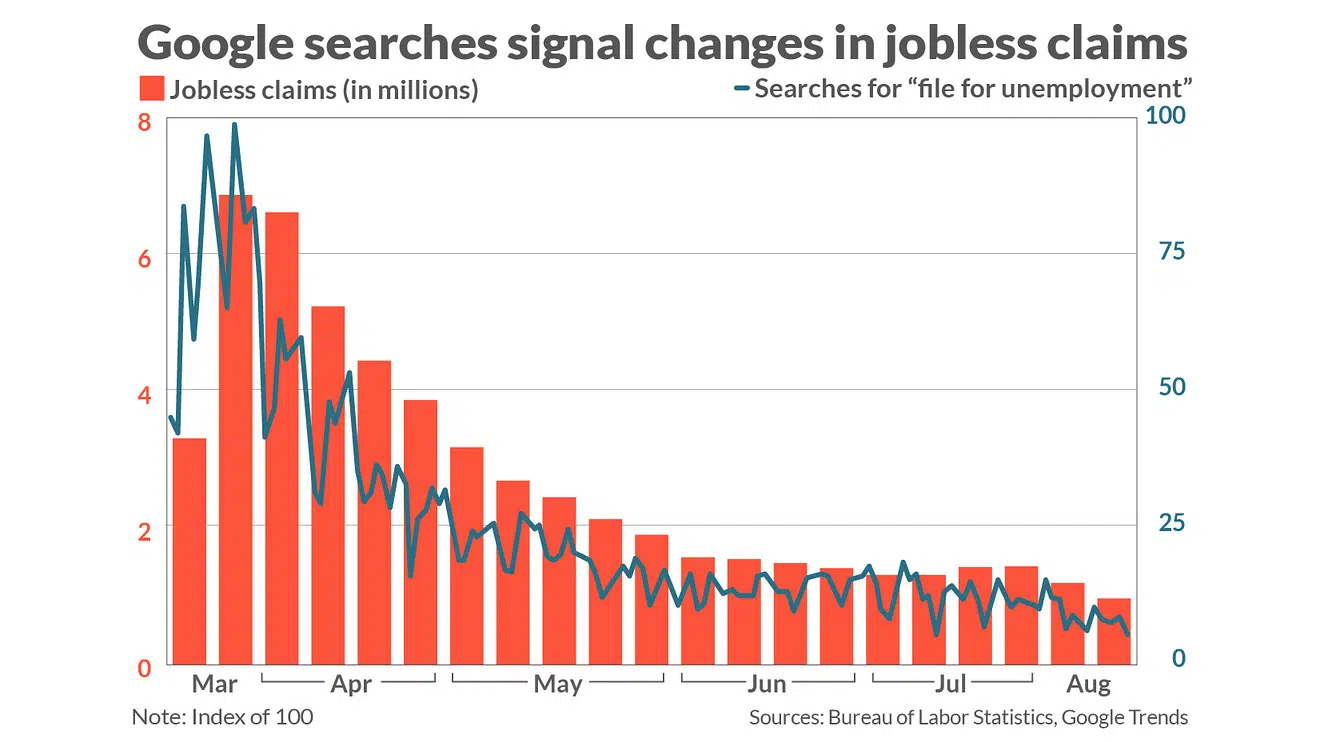 Google searches signal changes in jobless claims
Jobless claims (in millions)
Searches for “file for unemployment”
8
6
4
2
0
100
75
50
25
0
Mar
Apr
May
Jun
Jul
Aug
Note: Index of 100
Sources: Bureau of Labor Statistics, Google Trends